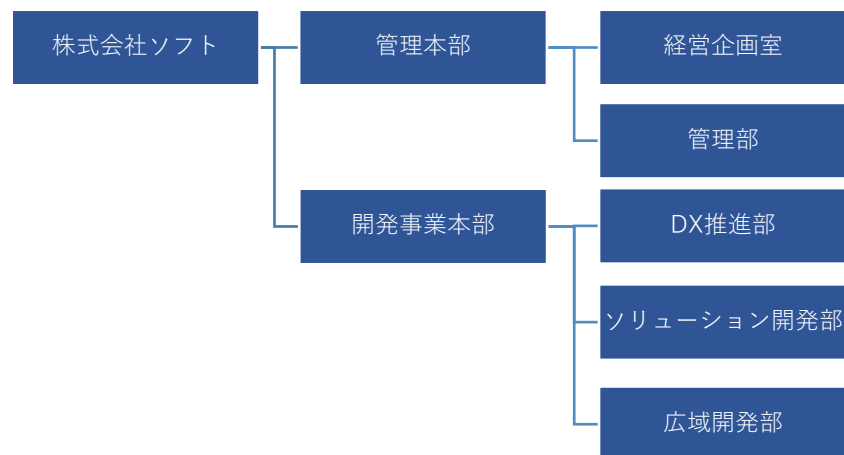 株式会社ソフト
管理本部
経営企画室
管理部
開発事業本部
DX推進部
ソリューション開発部
広域開発部